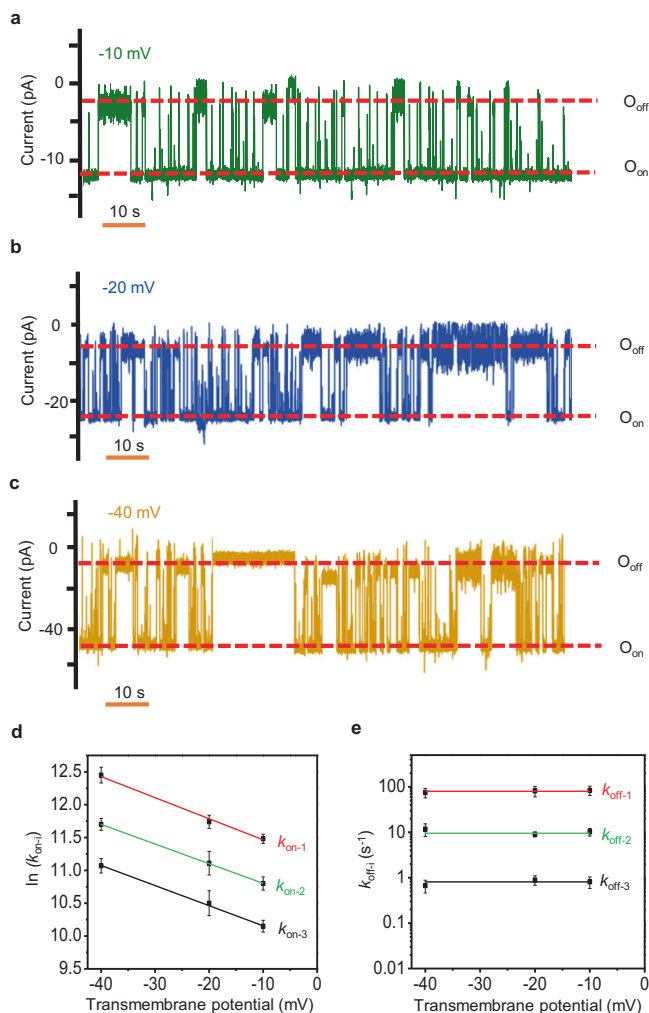 a
-10 mV
Current (pA)
0
-10
O_off
O_on
10 s
b
-20 mV
Current (pA)
0
-20
O_off
O_on
10 s
c
-40 mV
Current (pA)
0
-40
O_off
O_on
10 s
d
ln (k_on-i)
12.5
12.0
11.5
11.0
10.5
10.0
9.5
k_on-1
k_on-2
k_on-3
-40 -30 -20 -10 0
Transmembrane potential (mV)
e
k_off-i (s⁻¹)
100
10
1
0.1
0.01
k_off-1
k_off-2
k_off-3
-40 -30 -20 -10 0
Transmembrane potential (mV)